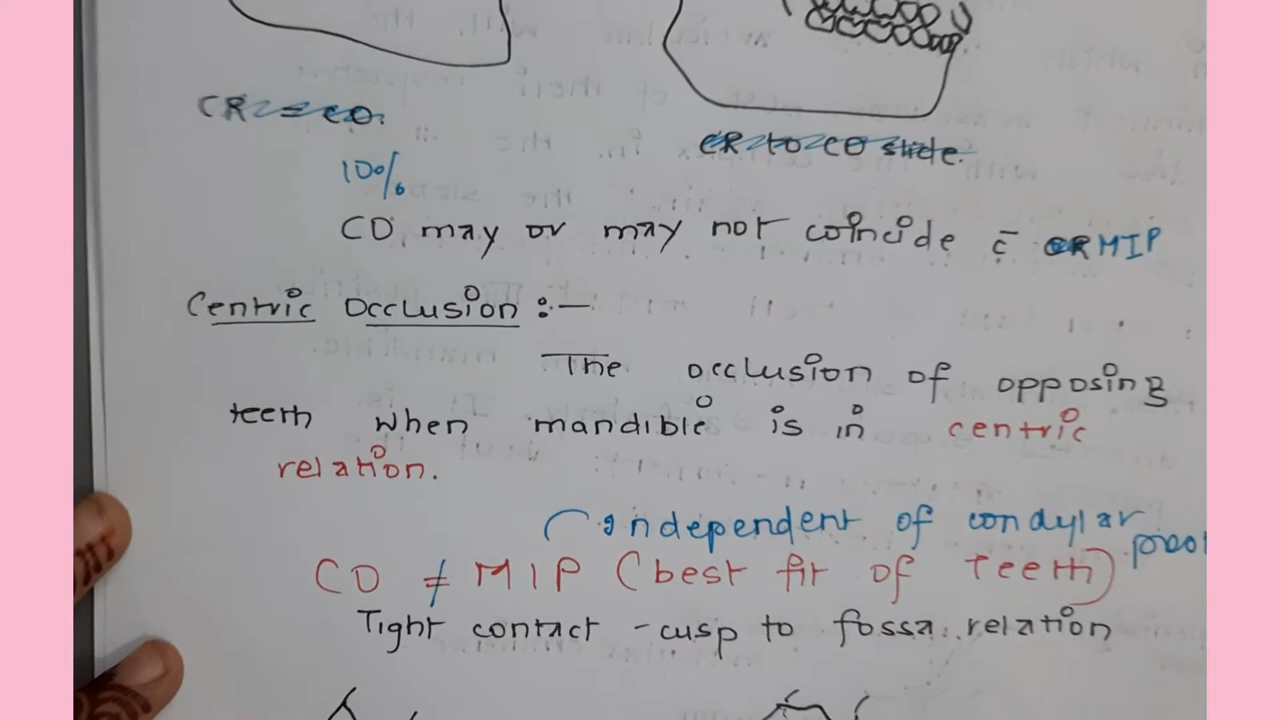 CR = CO.
CR to CO slide.
100%
CO may or may not coincide c̄ MIP
Centric Occlusion :-
The occlusion of opposing
teeth when mandible is in centric
relation.
independent of condylar
CO ≠ MIP (best fit of teeth)
Tight contact - cusp to fossa relation